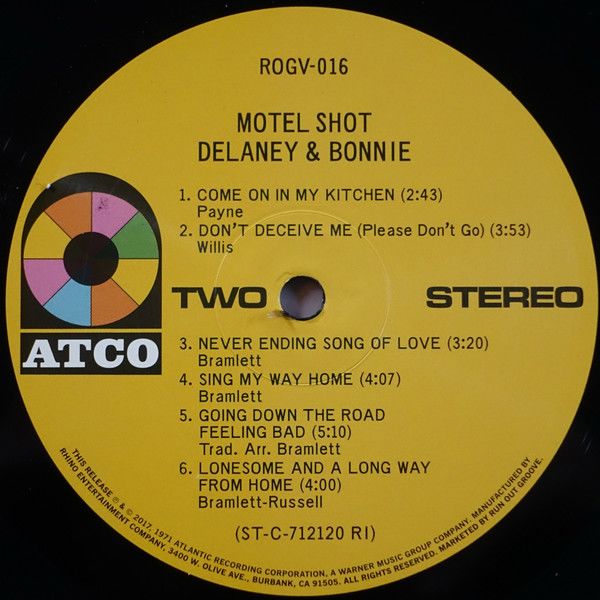 ROGV-016
MOTEL SHOT
DELANEY & BONNIE
1. COME ON IN MY KITCHEN (2:43)
Payne
2. DON'T DECEIVE ME (Please Don't Go) (3:53)
Willis
TWO
STEREO
ATCO
3. NEVER ENDING SONG OF LOVE (3:20)
Bramlett
4. SING MY WAY HOME (4:07)
Bramlett
5. GOING DOWN THE ROAD
FEELING BAD (5:10)
Trad. Arr. Bramlett
6. LONESOME AND A LONG WAY
FROM HOME (4:00)
Bramlett-Russell
(ST-C-712120 RI)
THIS RELEASE ℗ & © 2017, 1971 ATLANTIC RECORDING CORPORATION, A WARNER MUSIC GROUP COMPANY. MANUFACTURED BY
RHINO ENTERTAINMENT COMPANY, 3400 W. OLIVE AVE., BURBANK, CA 91505. ALL RIGHTS RESERVED. MARKETED BY RUN OUT GROOVE.